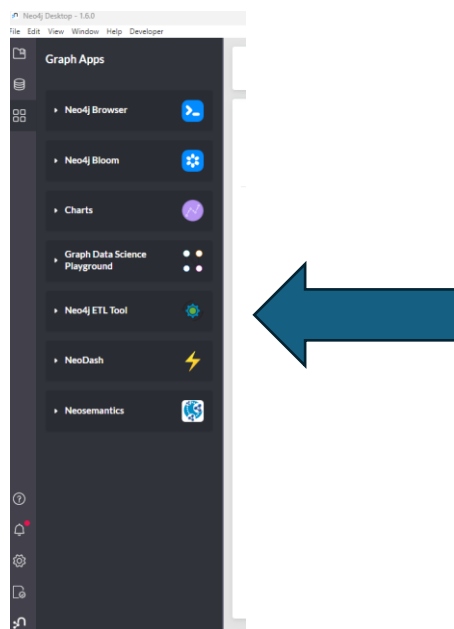 Neo4j Desktop - 1.6.0
File Edit View Window Help Developer
Graph Apps
Neo4j Browser
Neo4j Bloom
Charts
Graph Data Science
Playground
Neo4j ETL Tool
NeoDash
Neosemantics